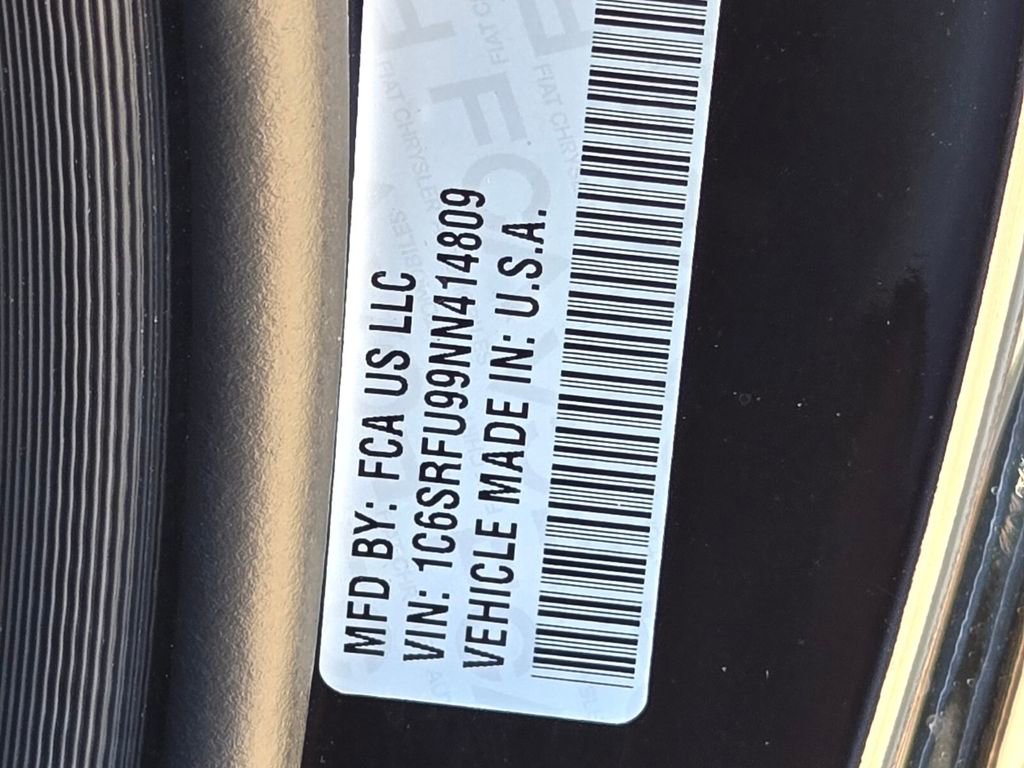 MFD BY: FCA US LLC
VIN: 1C6SRFU99NN414809
VEHICLE MADE IN: U.S.A.